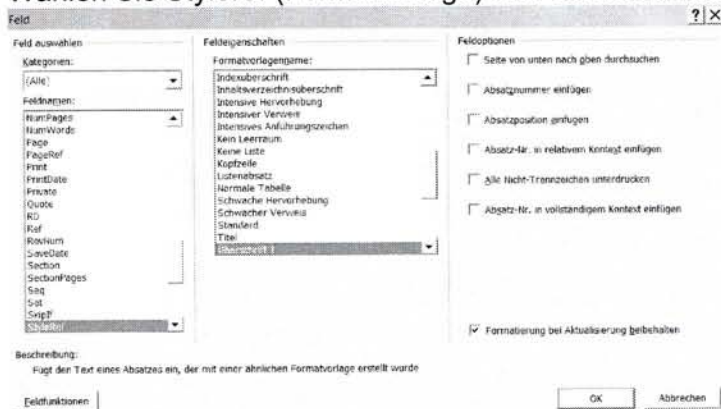 Feld
Feld auswählen
Kategorien:
(Alle)
Feldnamen:
NumPages
NumWords
Page
PageRef
Print
PrintDate
Private
Quote
RD
Ref
RevNum
SaveDate
Section
SectionPages
Seq
Set
SkipIf
StyleRef
Feldeigenschaften
Formatvorlagenname:
Indexüberschrift
Inhaltsverzeichnisüberschrift
Intensive Hervorhebung
Intensiver Verweis
Intensives Anführungszeichen
Kein Leerraum
Keine Liste
Kopfzeile
Listenabsatz
Normale Tabelle
Schwache Hervorhebung
Schwacher Verweis
Standard
Titel
Überschrift 1
Feldoptionen
Seite von unten nach oben durchsuchen
Absatznummer einfügen
Absatzposition einfügen
Absatz-Nr. in relativem Kontext einfügen
Alle Nicht-Trennzeichen unterdrücken
Absatz-Nr. in vollständigem Kontext einfügen
Formatierung bei Aktualisierung beibehalten
Beschreibung:
Fügt den Text eines Absatzes ein, der mit einer ähnlichen Formatvorlage erstellt wurde
Feldfunktionen
OK
Abbrechen